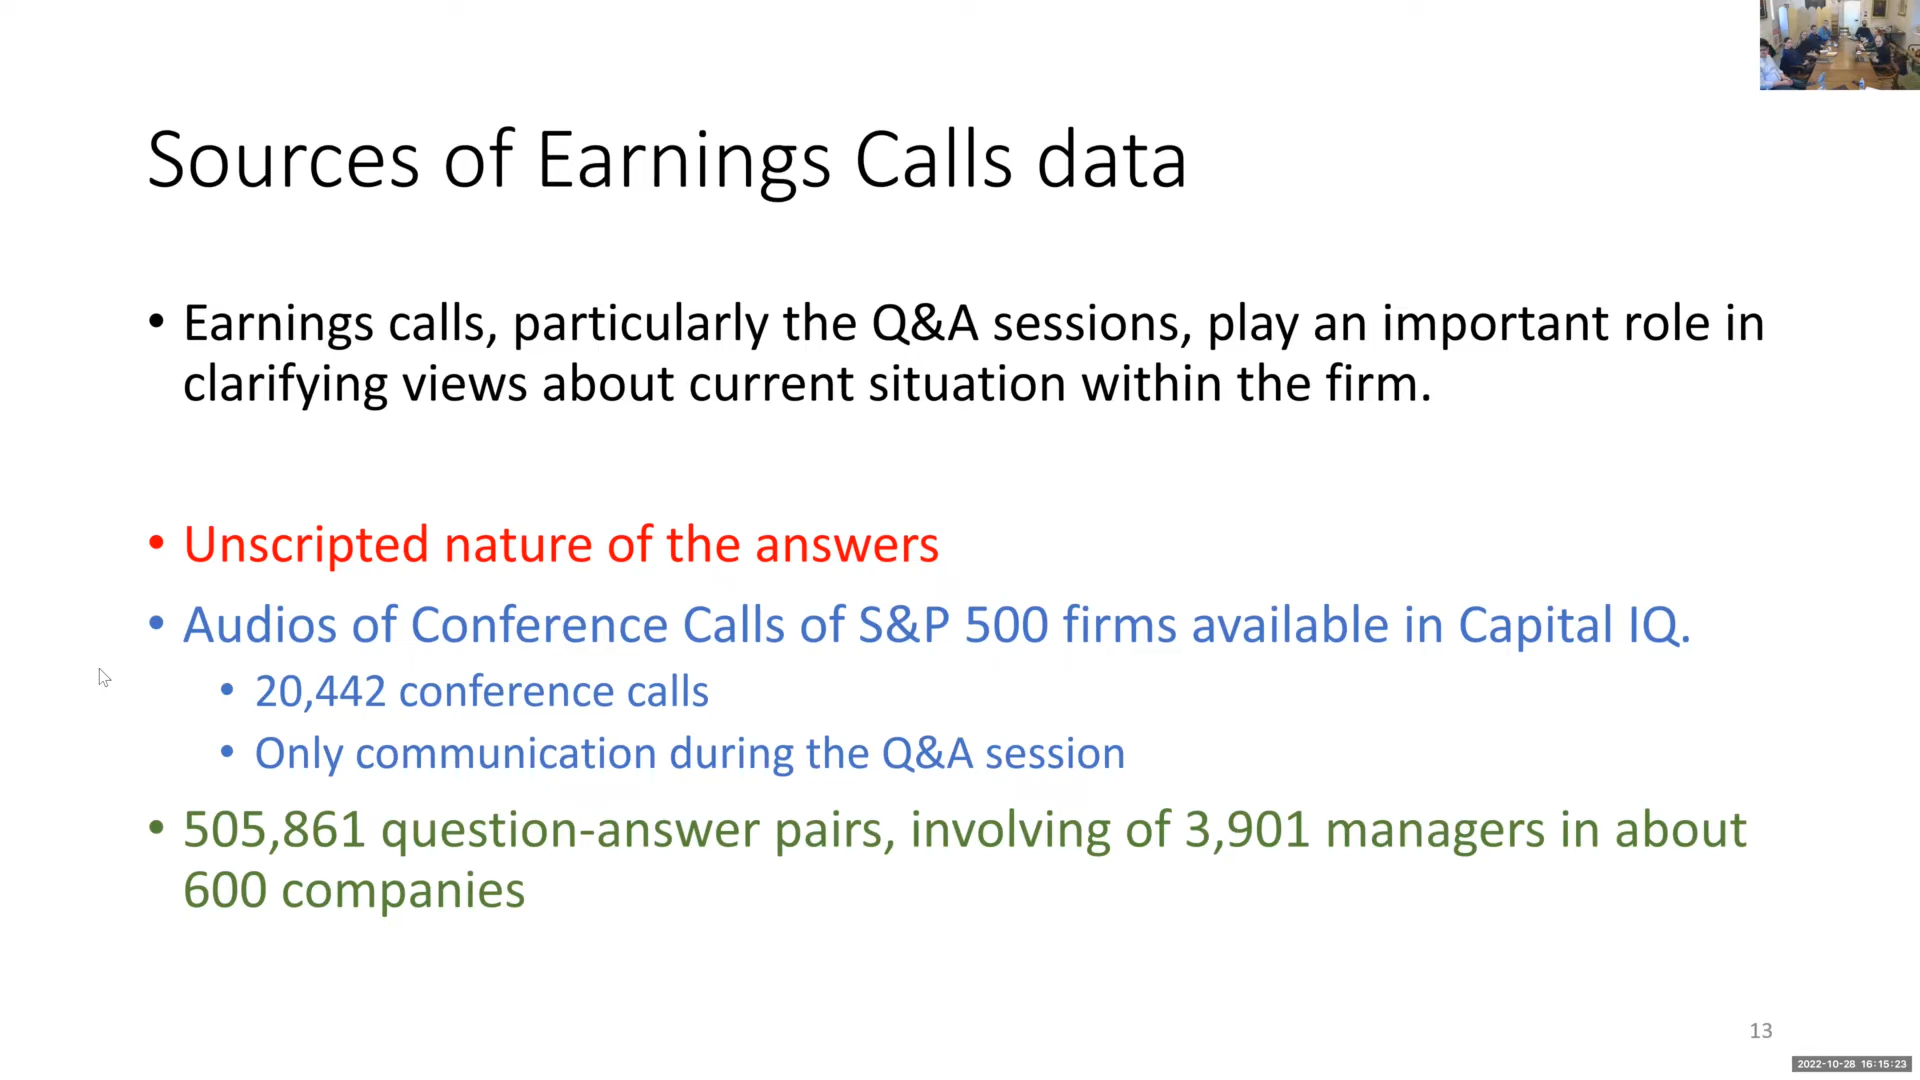 Sources of Earnings Calls data
• Earnings calls, particularly the Q&A sessions, play an important role in
clarifying views about current situation within the firm.
• Unscripted nature of the answers
• Audios of Conference Calls of S&P 500 firms available in Capital IQ.
• 20,442 conference calls
• Only communication during the Q&A session
• 505,861 question-answer pairs, involving of 3,901 managers in about
600 companies
13
2022-10-28 16:15:23